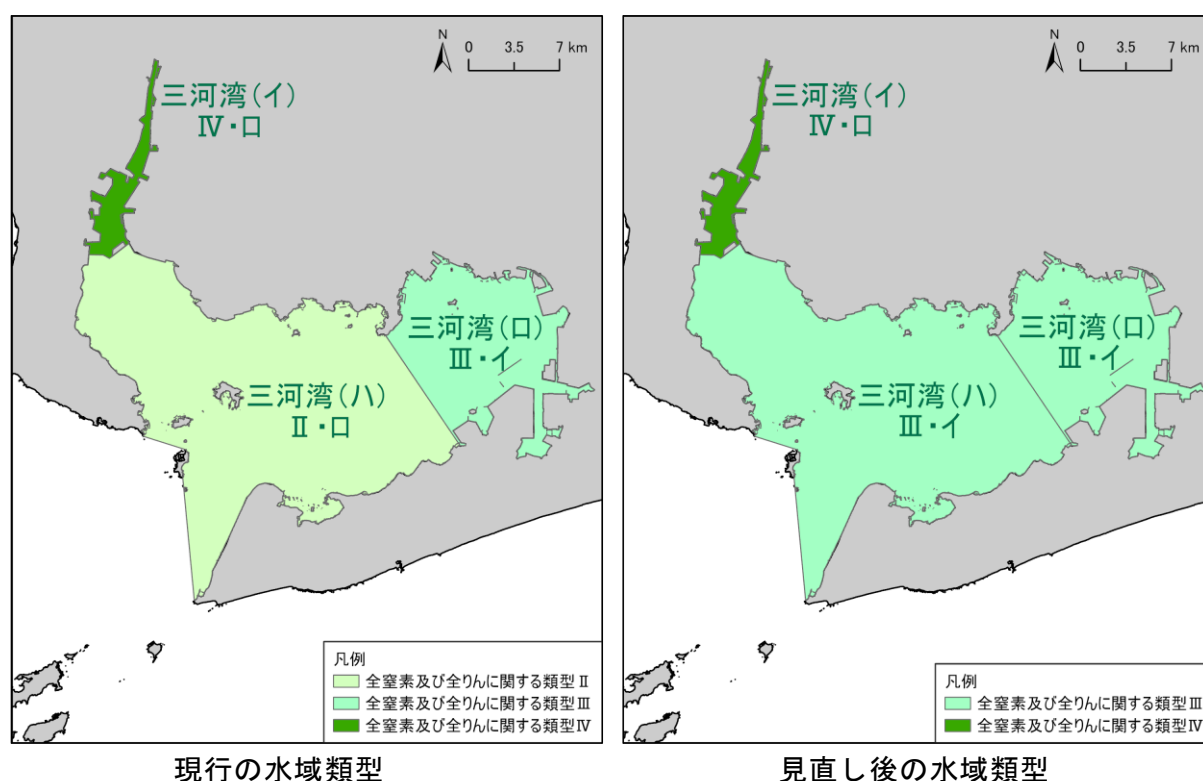 N
0 3.5 7 km
三河湾(イ)
Ⅳ・ロ
三河湾(ロ)
Ⅲ・イ
三河湾(ハ)
Ⅱ・ロ
凡例
全窒素及び全りんに関する類型Ⅱ
全窒素及び全りんに関する類型Ⅲ
全窒素及び全りんに関する類型Ⅳ
現行の水域類型
N
0 3.5 7 km
三河湾(イ)
Ⅳ・ロ
三河湾(ロ)
Ⅲ・イ
三河湾(ハ)
Ⅲ・イ
凡例
全窒素及び全りんに関する類型Ⅲ
全窒素及び全りんに関する類型Ⅳ
見直し後の水域類型